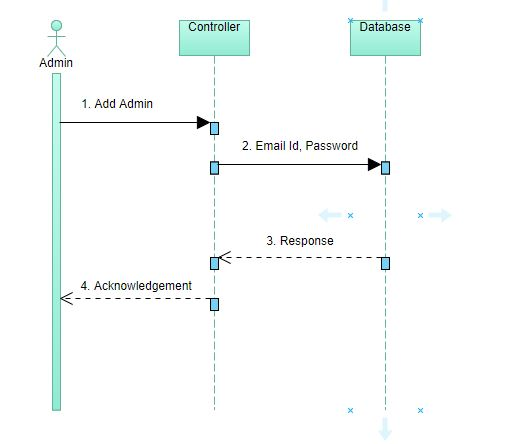 Controller
Database
Admin
1. Add Admin
2. Email Id, Password
3. Response
4. Acknowledgement